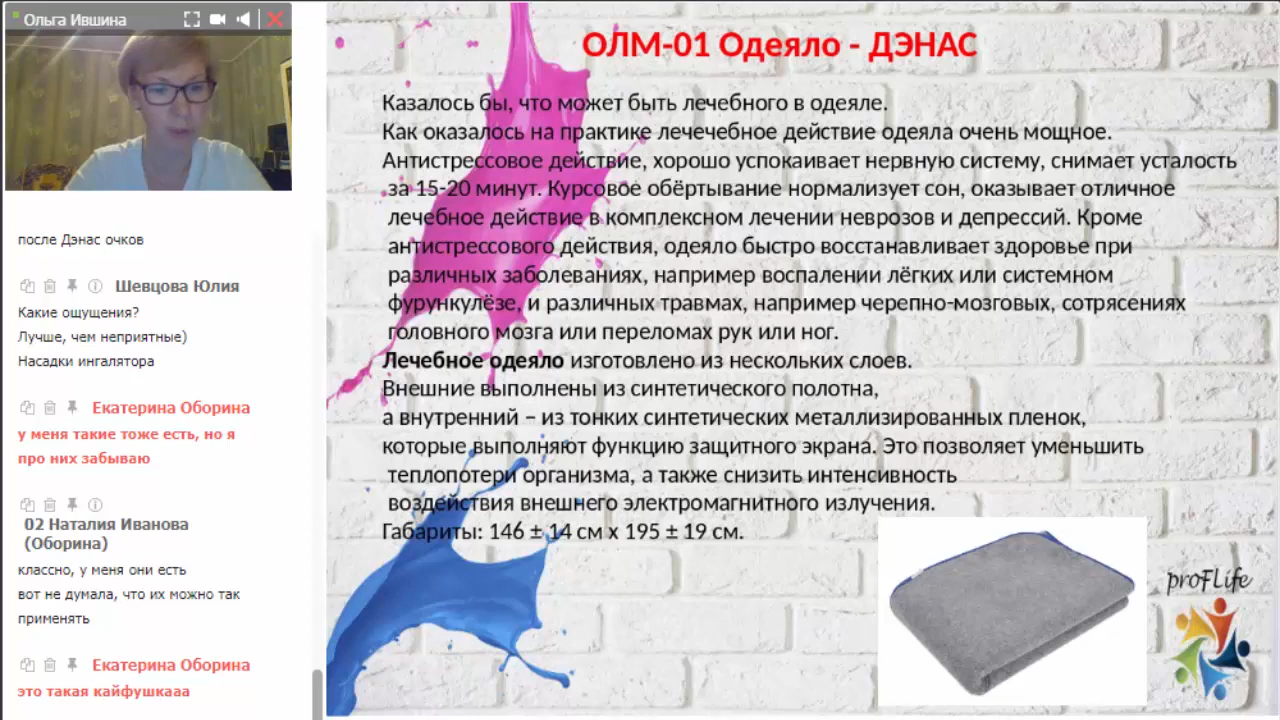 Ольга Ившина
после Дэнас очков
Шевцова Юлия
Какие ощущения?
Лучше, чем неприятные)
Насадки ингалятора
Екатерина Оборина
у меня такие тоже есть, но я
про них забываю
02 Наталия Иванова
(Оборина)
классно, у меня они есть
вот не думала, что их можно так
применять
Екатерина Оборина
это такая кайфушкааа
ОЛМ-01 Одеяло - ДЭНАС
Казалось бы, что может быть лечебного в одеяле.
Как оказалось на практике лечечебное действие одеяла очень мощное.
Антистрессовое действие, хорошо успокаивает нервную систему, снимает усталость
за 15-20 минут. Курсовое обёртывание нормализует сон, оказывает отличное
лечебное действие в комплексном лечении неврозов и депрессий. Кроме
антистрессового действия, одеяло быстро восстанавливает здоровье при
различных заболеваниях, например воспалении лёгких или системном
фурункулёзе, и различных травмах, например черепно-мозговых, сотрясениях
головного мозга или переломах рук или ног.
Лечебное одеяло изготовлено из нескольких слоев.
Внешние выполнены из синтетического полотна,
а внутренний – из тонких синтетических металлизированных пленок,
которые выполняют функцию защитного экрана. Это позволяет уменьшить
теплопотери организма, а также снизить интенсивность
воздействия внешнего электромагнитного излучения.
Габариты: 146 ± 14 см х 195 ± 19 см.
proFLife